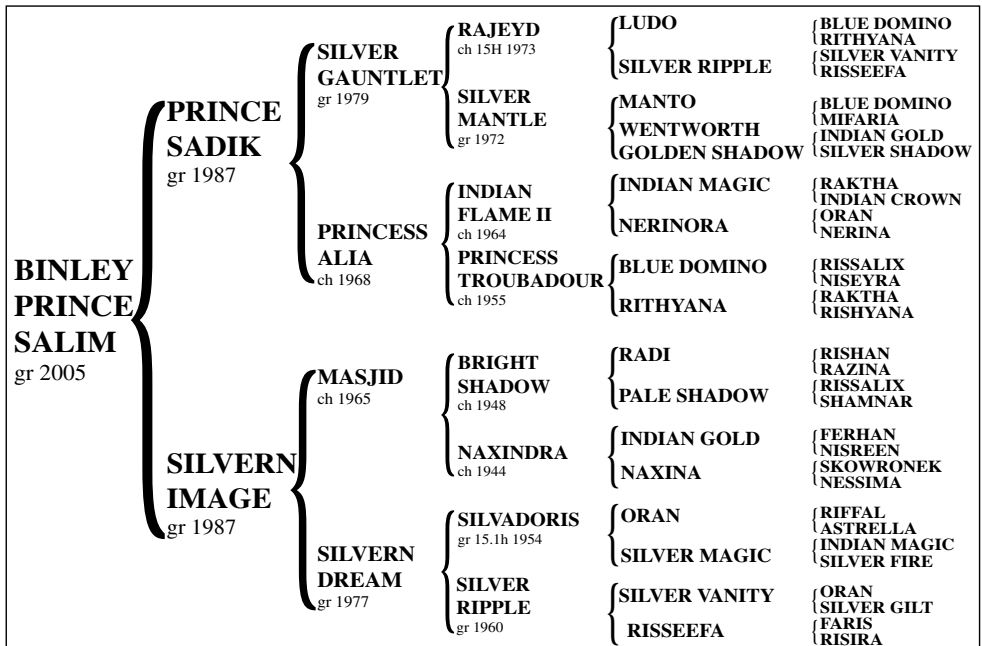 BINLEY
PRINCE
SALIM
gr 2005
PRINCE
SADIK
gr 1987
SILVERN
IMAGE
gr 1987
SILVER
GAUNTLET
gr 1979
PRINCESS
ALIA
ch 1968
MASJID
ch 1965
SILVERN
DREAM
gr 1977
RAJEYD
ch 15H 1973
SILVER
MANTLE
gr 1972
INDIAN
FLAME II
ch 1964
PRINCESS
TROUBADOUR
ch 1955
BRIGHT
SHADOW
ch 1948
NAXINDRA
ch 1944
SILVADORIS
gr 15.1h 1954
SILVER
RIPPLE
gr 1960
LUDO
SILVER RIPPLE
MANTO
WENTWORTH
GOLDEN SHADOW
INDIAN MAGIC
NERINORA
BLUE DOMINO
RITHYANA
RADI
PALE SHADOW
INDIAN GOLD
NAXINA
ORAN
SILVER MAGIC
SILVER VANITY
RISSEEFA
BLUE DOMINO
RITHYANA
SILVER VANITY
RISSEEFA
BLUE DOMINO
MIFARIA
INDIAN GOLD
SILVER SHADOW
RAKTHA
INDIAN CROWN
ORAN
NERINA
RISSALIX
NISEYRA
RAKTHA
RISHYANA
RISHAN
RAZINA
RISSALIX
SHAMNAR
FERHAN
NISREEN
SKOWRONEK
NESSIMA
RIFFAL
ASTRELLA
INDIAN MAGIC
SILVER FIRE
ORAN
SILVER GILT
FARIS
RISIRA